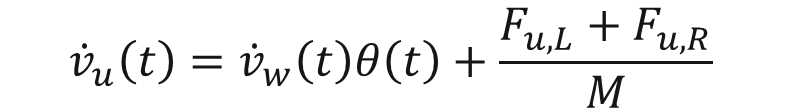 v̇_u(t) = v̇_w(t)θ(t) + (F_{u,L} + F_{u,R})/M